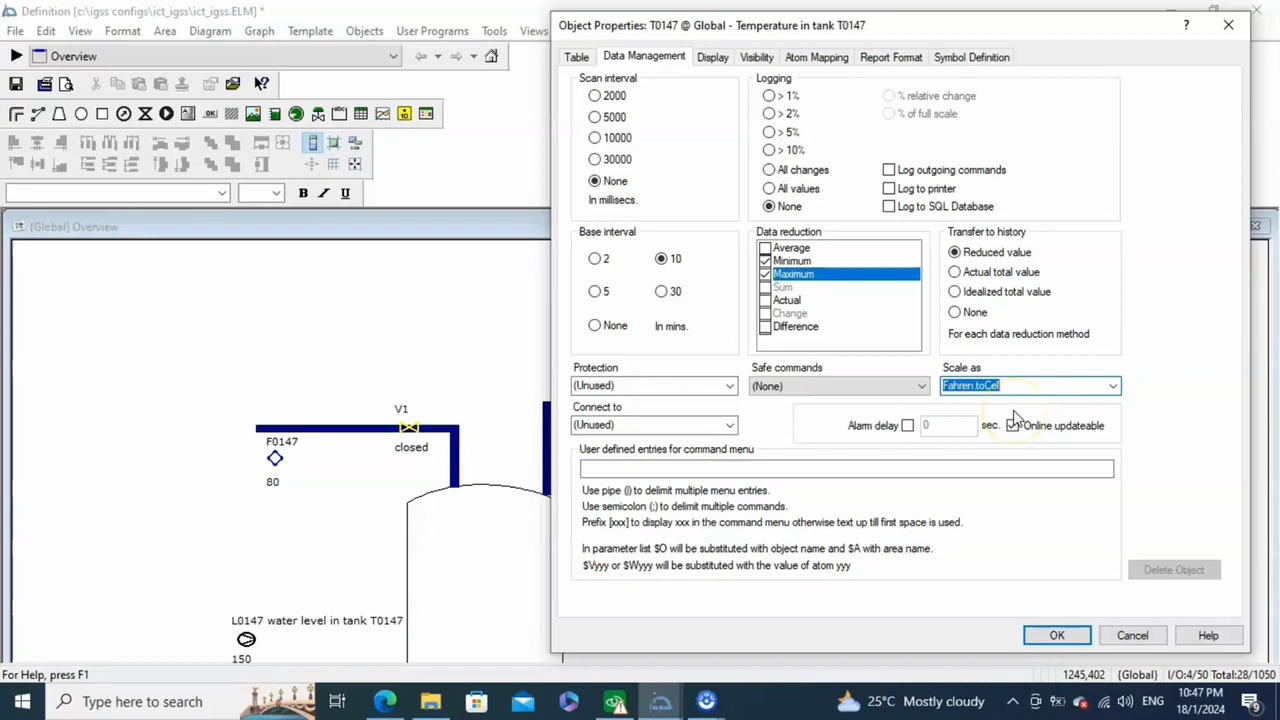 Definition - c:\igss configs\ict_igss\ict_igss.ELM *
File Edit View Format Area Diagram Graph Template Objects User Programs Tools Views
Overview
OK
10
B I U
[Global] Overview
V1
F0147
closed
80
L0147 water level in tank T0147
150
Object Properties: T0147 @ Global - Temperature in tank T0147
?
Table Data Management Display Visibility Atom Mapping Report Format Symbol Definition
Scan interval
2000
5000
10000
30000
None
In millisecs.
Logging
> 1%
> 2%
> 5%
> 10%
All changes
All values
None
% relative change
% of full scale
Log outgoing commands
Log to printer
Log to SQL Database
Base interval
2 10
5 30
None In mins.
Data reduction
Average
Minimum
Maximum
Sum
Actual
Change
Difference
Transfer to history
Reduced value
Actual total value
Idealized total value
None
For each data reduction method
Protection
(Unused)
Safe commands
(None)
Scale as
Fahren.toCel
Connect to
(Unused)
Alarm delay 0 sec. Online updateable
User defined entries for command menu
Use pipe (|) to delimit multiple menu entries.
Use semicolon (;) to delimit multiple commands.
Prefix [xxx] to display xxx in the command menu otherwise text up till first space is used.
In parameter list $O will be substituted with object name and $A with area name.
$Vyyy or $Wyyy will be substituted with the value of atom yyy
Delete Object
OK Cancel Help
For Help, press F1
1245,402 {Global} I/O:4/50 Total:28/1050
Type here to search
25°C Mostly cloudy
ENG
10:47 PM
18/1/2024
9